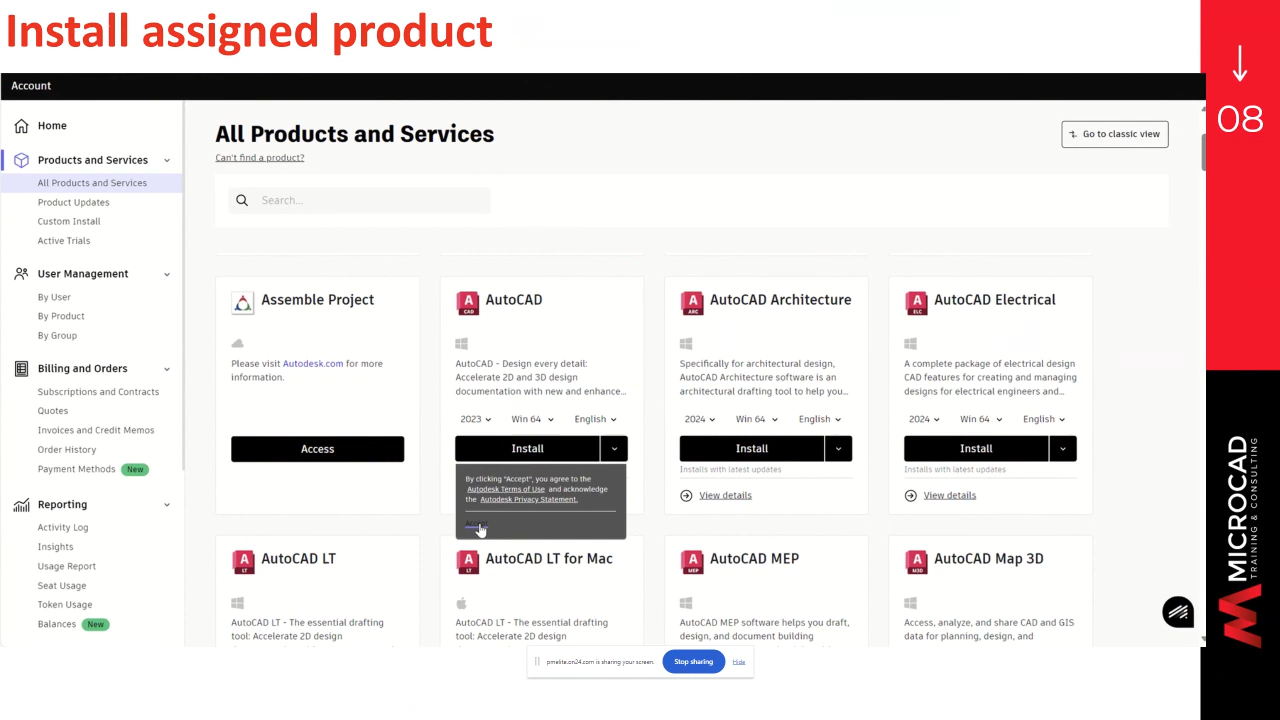 Install assigned product
08
Account
Home
Products and Services
All Products and Services
Product Updates
Custom Install
Active Trials
User Management
By User
By Product
By Group
Billing and Orders
Subscriptions and Contracts
Quotes
Invoices and Credit Memos
Order History
Payment Methods New
Reporting
Activity Log
Insights
Usage Report
Seat Usage
Token Usage
Balances New
All Products and Services
Can't find a product?
Go to classic view
Search...
Assemble Project
Please visit Autodesk.com for more
information.
Access
A
CAD
AutoCAD
AutoCAD - Design every detail:
Accelerate 2D and 3D design
documentation with new and enhance...
2023 Win 64 English
Install
By clicking "Accept", you agree to the
Autodesk Terms of Use and acknowledge
the Autodesk Privacy Statement.
Accept
A
ARC
AutoCAD Architecture
Specifically for architectural design,
AutoCAD Architecture software is an
architectural drafting tool to help you...
2024 Win 64 English
Install
Installs with latest updates
View details
A
ELC
AutoCAD Electrical
A complete package of electrical design
CAD features for creating and managing
designs for electrical engineers and...
2024 Win 64 English
Install
Installs with latest updates
View details
A
LT
AutoCAD LT
AutoCAD LT - The essential drafting
tool: Accelerate 2D design
A
LT
AutoCAD LT for Mac
AutoCAD LT - The essential drafting
tool: Accelerate 2D design
A
MEP
AutoCAD MEP
AutoCAD MEP software helps you draft,
design, and document building
A
M3D
AutoCAD Map 3D
Access, analyze, and share CAD and GIS
data for planning, design, and
pmelite.on24.com is sharing your screen.
Stop sharing
Hide
MICROCAD
TRAINING & CONSULTING